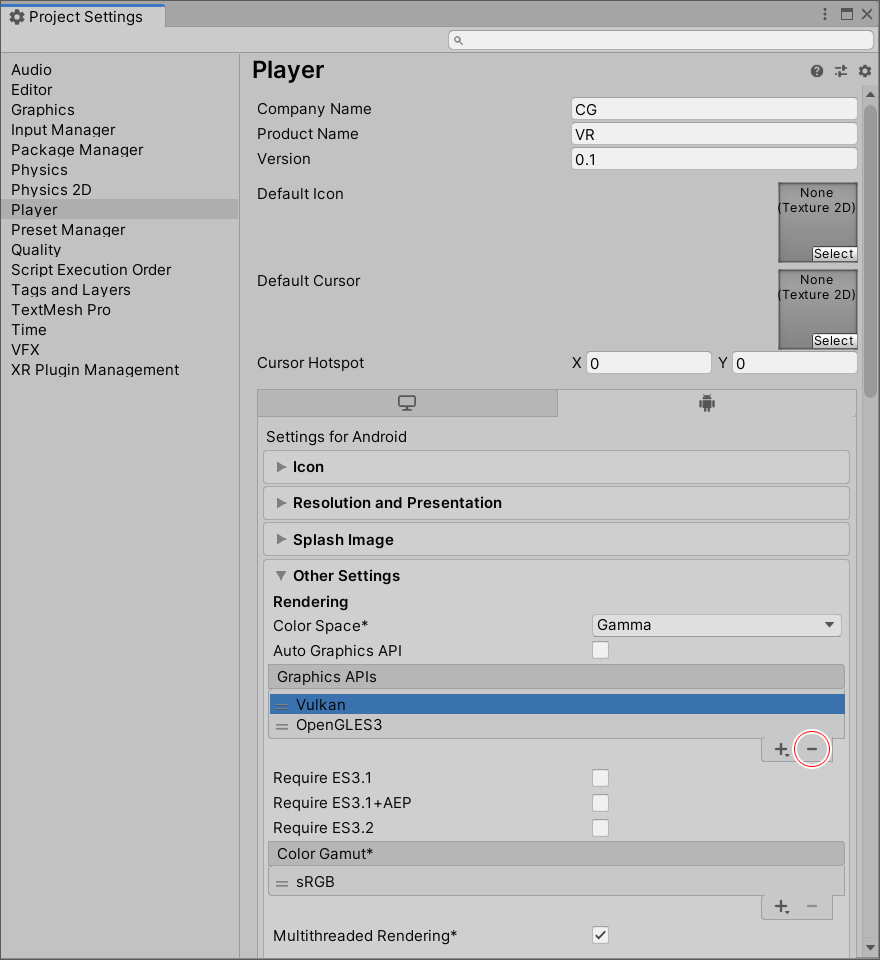 Project Settings
Audio
Editor
Graphics
Input Manager
Package Manager
Physics
Physics 2D
Player
Preset Manager
Quality
Script Execution Order
Tags and Layers
TextMesh Pro
Time
VFX
XR Plugin Management
Player
Company Name CG
Product Name VR
Version 0.1
Default Icon
None
(Texture 2D)
Select
Default Cursor
None
(Texture 2D)
Select
Cursor Hotspot X 0 Y 0
Settings for Android
Icon
Resolution and Presentation
Splash Image
Other Settings
Rendering
Color Space* Gamma
Auto Graphics API
Graphics APIs
Vulkan
OpenGLES3
Require ES3.1
Require ES3.1+AEP
Require ES3.2
Color Gamut*
sRGB
Multithreaded Rendering*